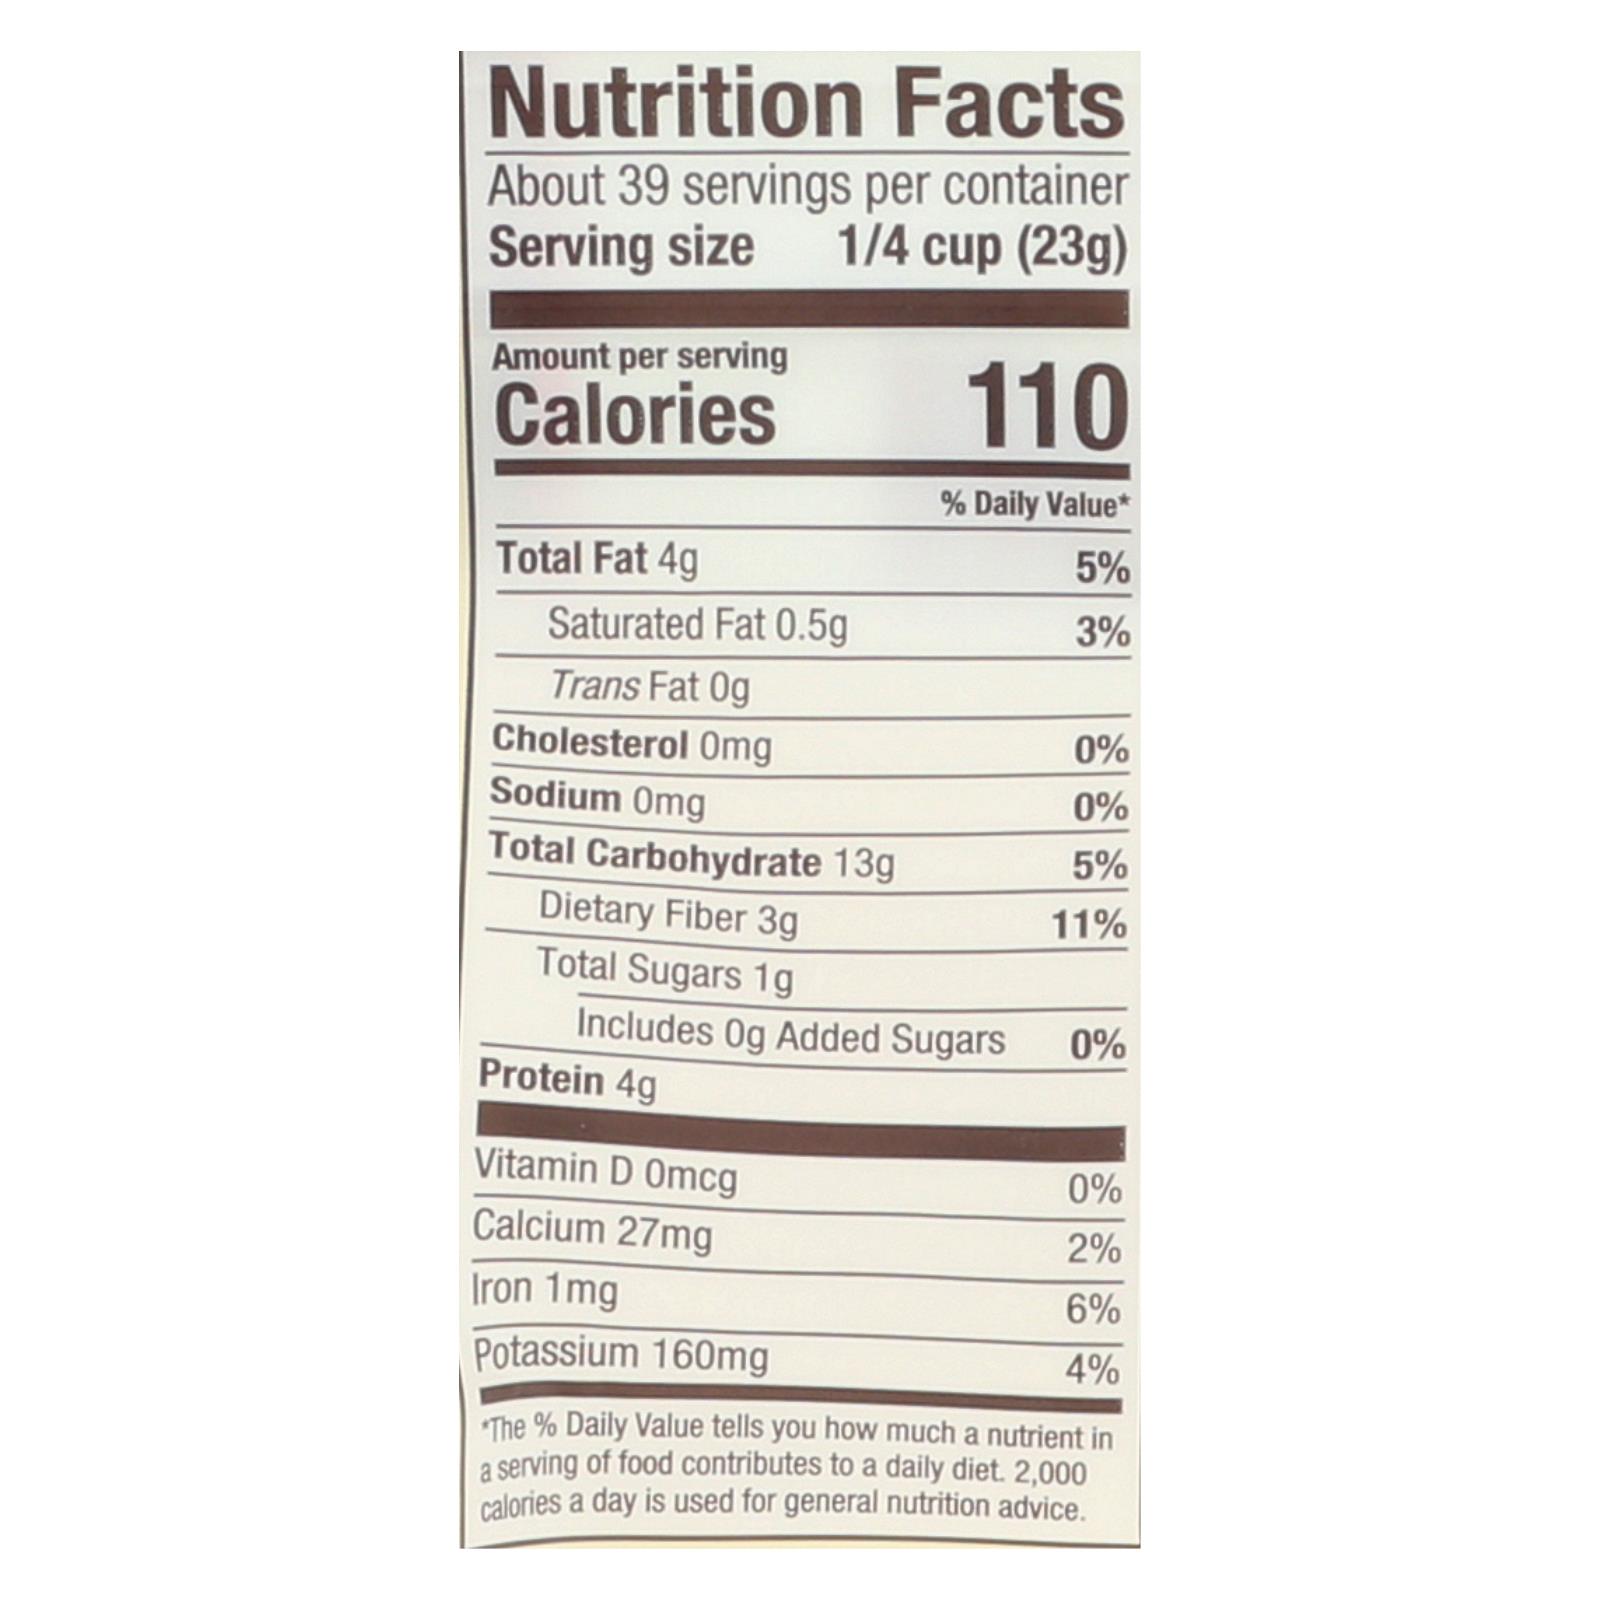 Nutrition Facts
About 39 servings per container
Serving size 1/4 cup (23g)
Amount per serving
Calories 110
% Daily Value*
Total Fat 4g 5%
Saturated Fat 0.5g 3%
Trans Fat 0g
Cholesterol 0mg 0%
Sodium 0mg 0%
Total Carbohydrate 13g 5%
Dietary Fiber 3g 11%
Total Sugars 1g
Includes 0g Added Sugars 0%
Protein 4g
Vitamin D 0mcg 0%
Calcium 27mg 2%
Iron 1mg 6%
Potassium 160mg 4%
*The % Daily Value tells you how much a nutrient in
a serving of food contributes to a daily diet. 2,000
calories a day is used for general nutrition advice.